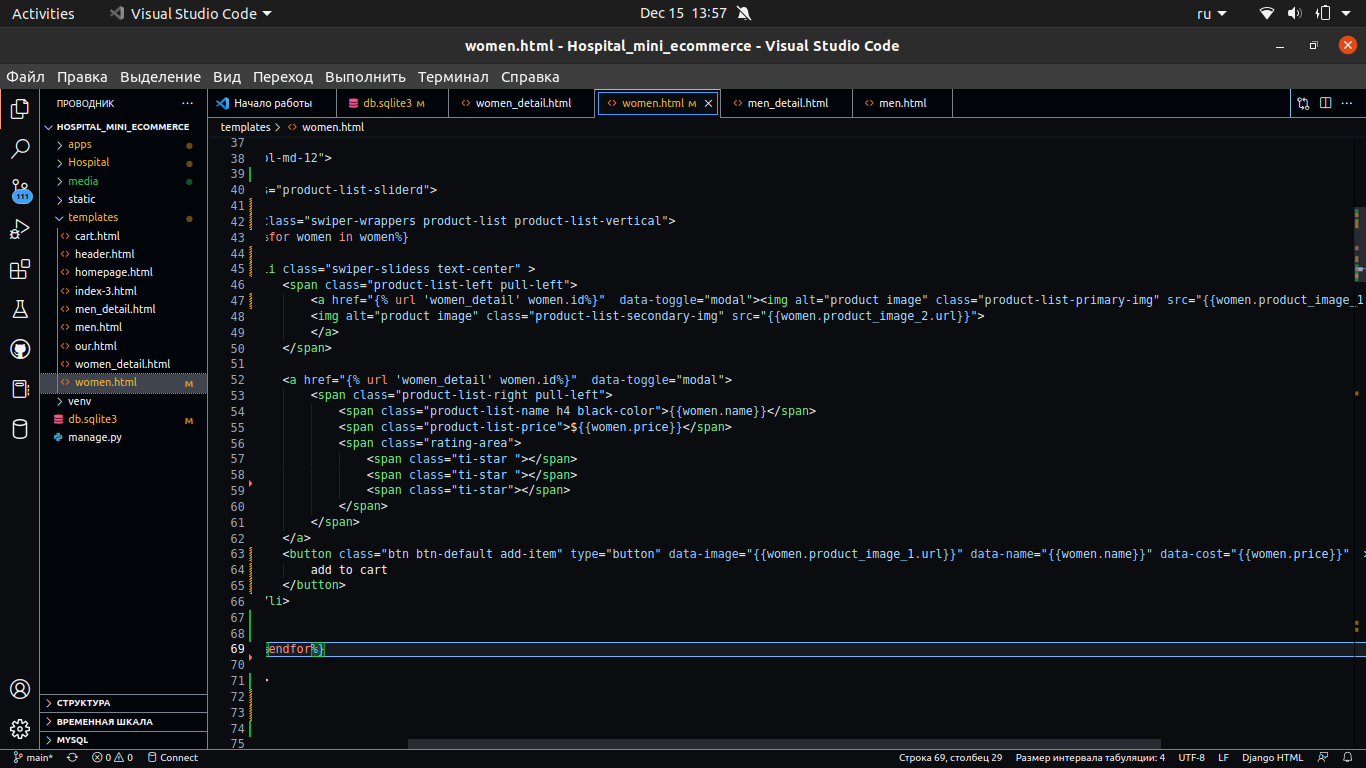 Activities
Visual Studio Code
Dec 15 13:57
ru
women.html - Hospital_mini_ecommerce - Visual Studio Code
Файл Правка Выделение Вид Переход Выполнить Терминал Справка
ПРОВОДНИК
Начало работы
db.sqlite3 M
women_detail.html
women.html M
men_detail.html
men.html
HOSPITAL_MINI_ECOMMERCE
apps
Hospital
media
static
templates
cart.html
header.html
homepage.html
index-3.html
men_detail.html
men.html
our.html
women_detail.html
women.html M
venv
db.sqlite3 M
manage.py
СТРУКТУРА
ВРЕМЕННАЯ ШКАЛА
MYSQL
111
templates > women.html
37
38 ol-md-12">
39
40 s="product-list-sliderd">
41
42 class="swiper-wrappers product-list product-list-vertical">
43 %for women in women%}
44
45 li class="swiper-slidess text-center" >
46 <span class="product-list-left pull-left">
47 <a href="{% url 'women_detail' women.id%}"  data-toggle="modal"><img alt="product image" class="product-list-primary-img" src="{{women.product_image_1
48 <img alt="product image" class="product-list-secondary-img" src="{{women.product_image_2.url}}">
49 </a>
50 </span>
51
52 <a href="{% url 'women_detail' women.id%}"  data-toggle="modal">
53 <span class="product-list-right pull-left">
54 <span class="product-list-name h4 black-color">{{women.name}}</span>
55 <span class="product-list-price">${{women.price}}</span>
56 <span class="rating-area">
57 <span class="ti-star "></span>
58 <span class="ti-star "></span>
59 <span class="ti-star"></span>
60 </span>
61 </span>
62 </a>
63 <button class="btn btn-default add-item" type="button" data-image="{{women.product_image_1.url}}" data-name="{{women.name}}" data-cost="{{women.price}}"  >
64 add to cart
65 </button>
66 /li>
67
68
69 %endfor%}
70
71
72
73
74
75
main*
0 0
Connect
Строка 69, столбец 29
Размер интервала табуляции: 4
UTF-8
LF
Django HTML